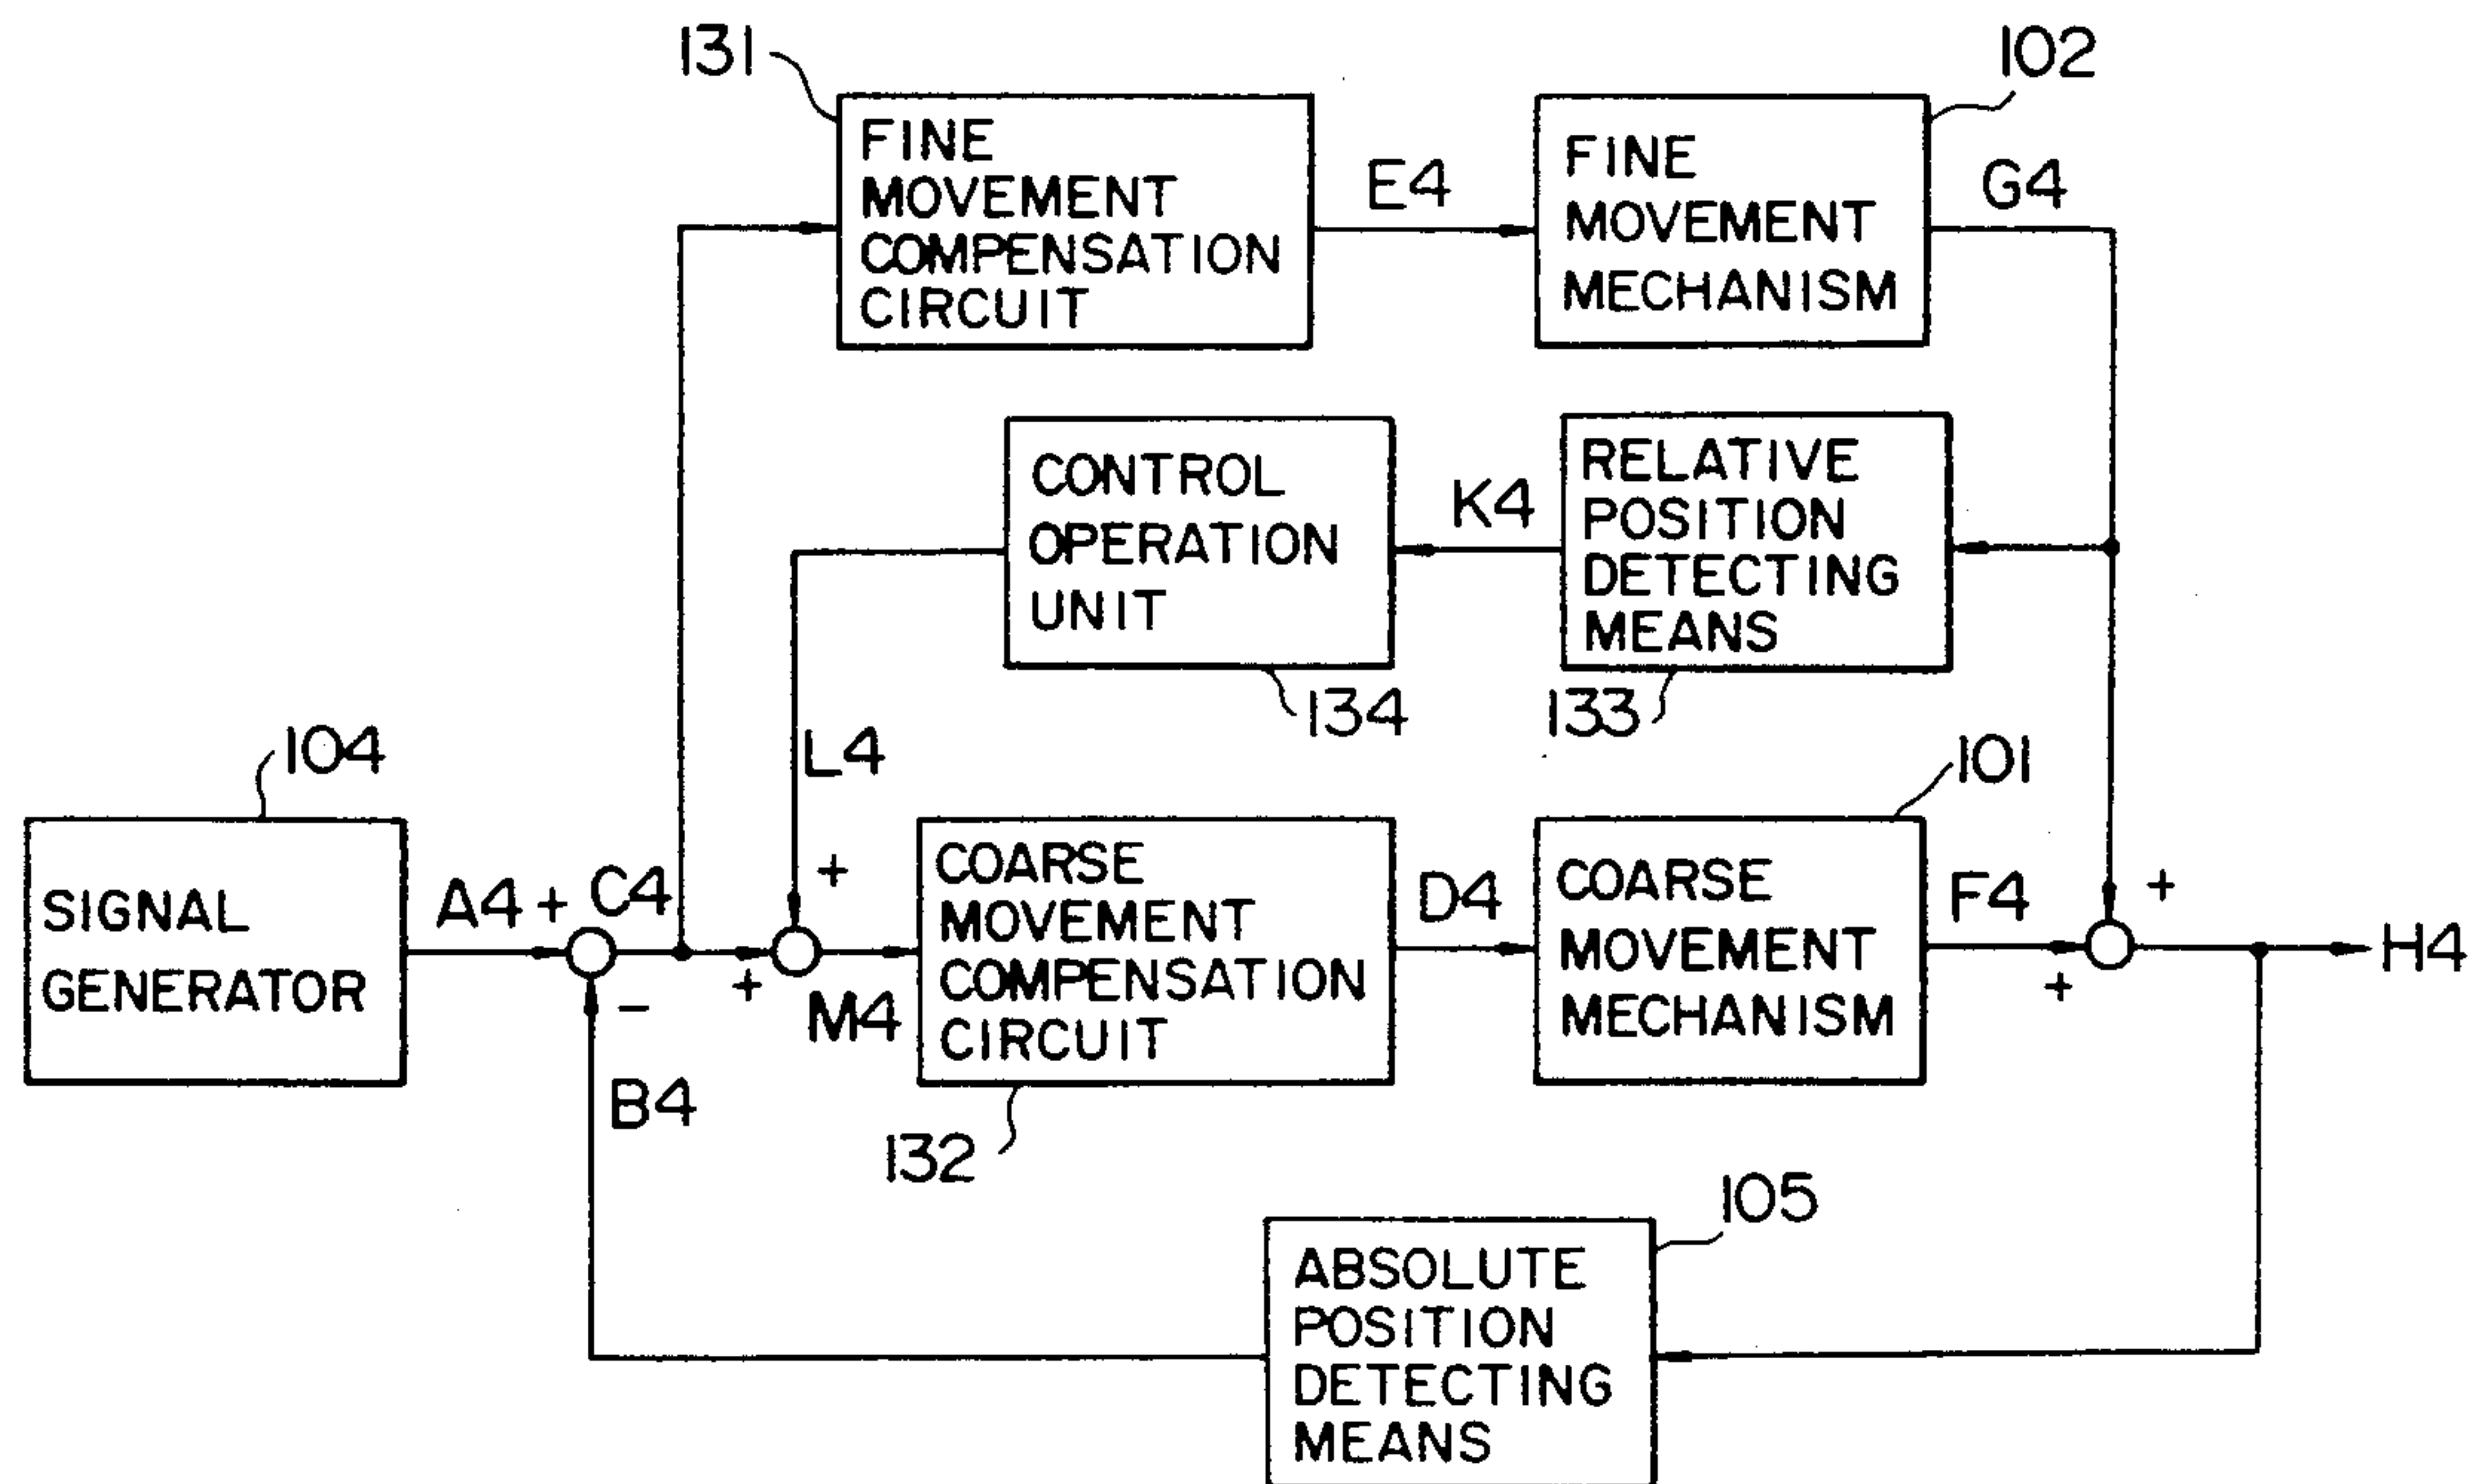 131
102
FINE
MOVEMENT
COMPENSATION
CIRCUIT
E4
FINE
MOVEMENT
MECHANISM
G4
CONTROL
OPERATION
UNIT
K4
RELATIVE
POSITION
DETECTING
MEANS
134
133
104
L4
101
SIGNAL
GENERATOR
A4 + C4
+
+
M4
COARSE
MOVEMENT
COMPENSATION
CIRCUIT
D4
COARSE
MOVEMENT
MECHANISM
F4
+
+
H4
-
B4
132
105
ABSOLUTE
POSITION
DETECTING
MEANS